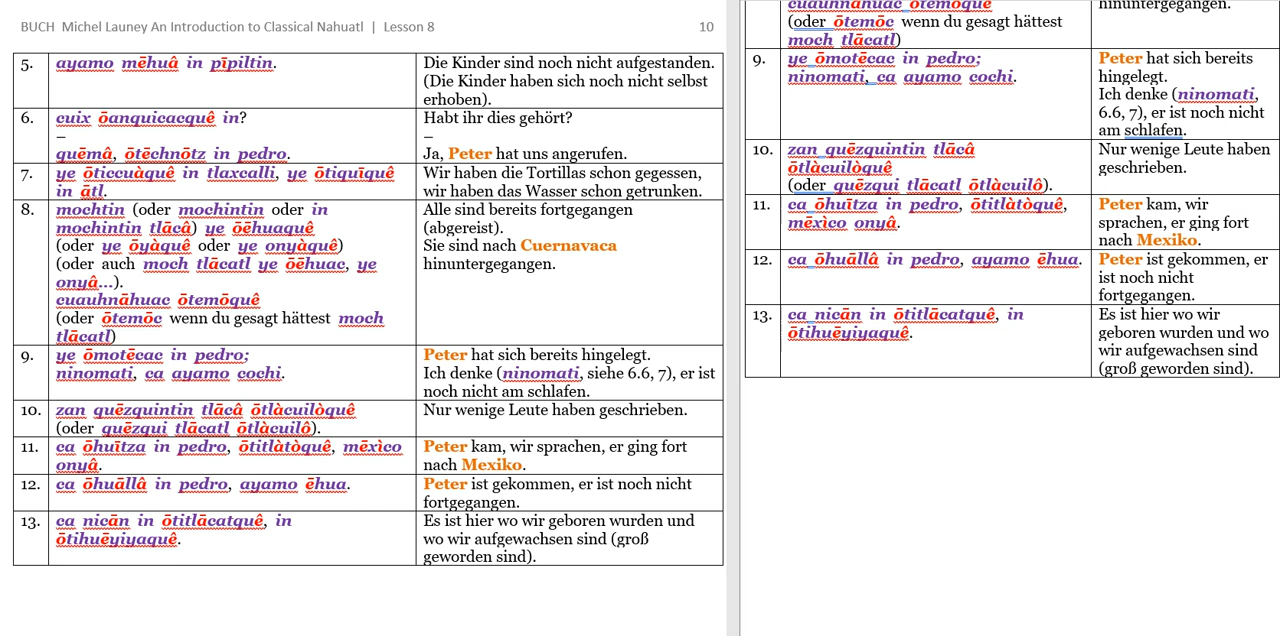 BUCH Michel Launey An Introduction to Classical Nahuatl | Lesson 8 10
5. ayamo mēhuâ in pīpiltin. Die Kinder sind noch nicht aufgestanden.
(Die Kinder haben sich noch nicht selbst
erhoben).
6. cuix ōanquicacquê in? Habt ihr dies gehört?
– –
quēmâ, ōtēchnōtz in pedro. Ja, Peter hat uns angerufen.
7. ye ōticcuàquê in tlaxcalli, ye ōtiquīquê Wir haben die Tortillas schon gegessen,
in ātl. wir haben das Wasser schon getrunken.
8. mochtin (oder mochintin oder in Alle sind bereits fortgegangen
mochintin tlācâ) ye ōēhuaquê (abgereist).
(oder ye ōyàquê oder ye onyàquê) Sie sind nach Cuernavaca
(oder auch moch tlācatl ye ōēhuac, ye hinuntergegangen.
onyâ...).
cuauhnāhuac ōtemōquê
(oder ōtemōc wenn du gesagt hättest moch
tlācatl)
9. ye ōmotēcac in pedro; Peter hat sich bereits hingelegt.
ninomati, ca ayamo cochi. Ich denke (ninomati, siehe 6.6, 7), er ist
noch nicht am schlafen.
10. zan quēzquintin tlācâ ōtlàcuilòquê Nur wenige Leute haben geschrieben.
(oder quēzqui tlācatl ōtlàcuilô).
11. ca ōhuītza in pedro, ōtitlàtòquê, mēxìco Peter kam, wir sprachen, er ging fort
onyâ. nach Mexiko.
12. ca ōhuāllâ in pedro, ayamo ēhua. Peter ist gekommen, er ist noch nicht
fortgegangen.
13. ca nicān in ōtitlācatquê, in Es ist hier wo wir geboren wurden und
ōtihuēyiyaquê. wo wir aufgewachsen sind (groß
geworden sind).
cuauhnāhuac ōtemōquê hinuntergegangen.
(oder ōtemōc wenn du gesagt hättest
moch tlācatl)
9. ye ōmotēcac in pedro; Peter hat sich bereits
ninomati, ca ayamo cochi. hingelegt.
Ich denke (ninomati,
6.6, 7), er ist noch nicht
am schlafen.
10. zan quēzquintin tlācâ Nur wenige Leute haben
ōtlàcuilòquê geschrieben.
(oder quēzqui tlācatl ōtlàcuilô).
11. ca ōhuītza in pedro, ōtitlàtòquê, Peter kam, wir
mēxìco onyâ. sprachen, er ging fort
nach Mexiko.
12. ca ōhuāllâ in pedro, ayamo ēhua. Peter ist gekommen, er
ist noch nicht
fortgegangen.
13. ca nicān in ōtitlācatquê, in Es ist hier wo wir
ōtihuēyiyaquê. geboren wurden und wo
wir aufgewachsen sind
(groß geworden sind).